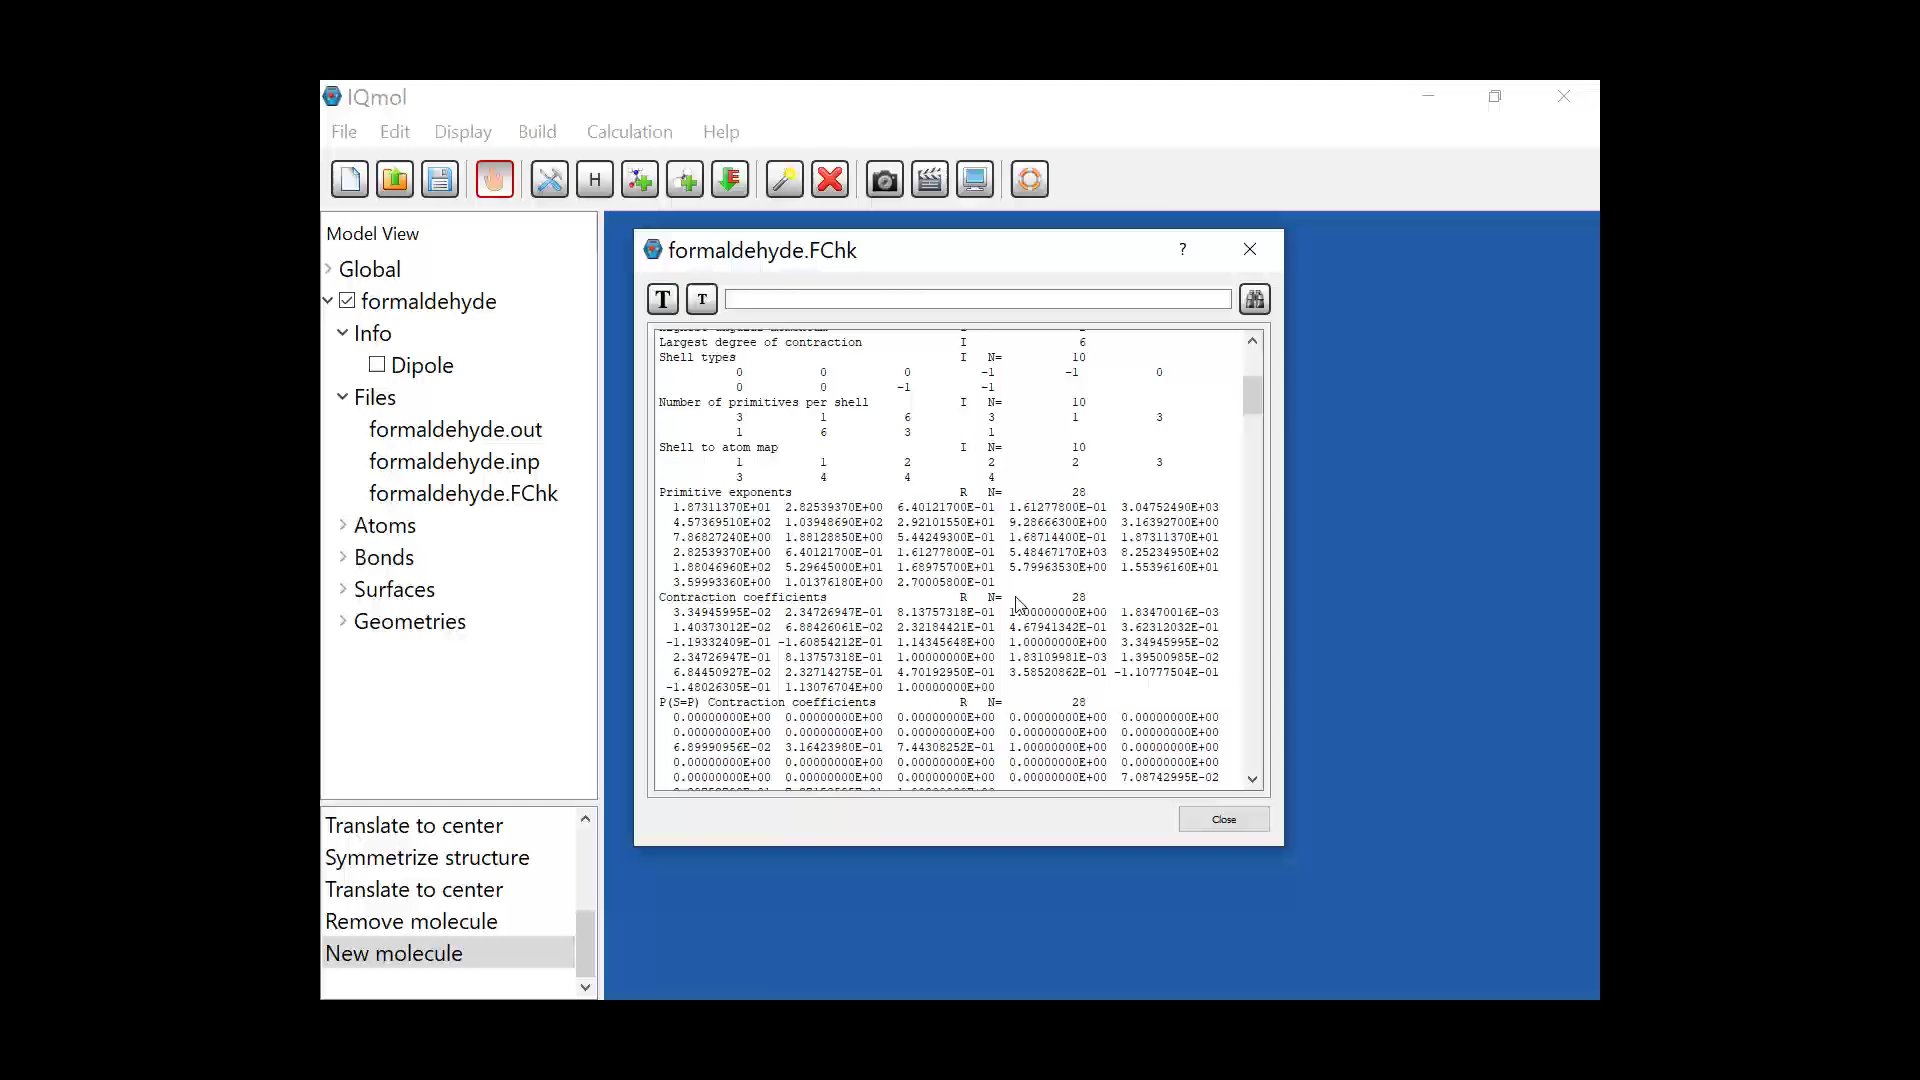 IQmol
File Edit Display Build Calculation Help
H
Model View
Global
formaldehyde
Info
Dipole
Files
formaldehyde.out
formaldehyde.inp
formaldehyde.FChk
Atoms
Bonds
Surfaces
Geometries
Translate to center
Symmetrize structure
Translate to center
Remove molecule
New molecule
formaldehyde.FChk ?
T T
Largest degree of contraction I 6
Shell types I N= 10
0 0 0 -1 -1 0
0 0 -1 -1
Number of primitives per shell I N= 10
3 1 6 3 1 3
1 6 3 1
Shell to atom map I N= 10
1 1 2 2 2 3
3 4 4 4
Primitive exponents R N= 28
1.87311370E+01 2.82539370E+00 6.40121700E-01 1.61277800E-01 3.04752490E+03
4.57369510E+02 1.03948690E+02 2.92101550E+01 9.28666300E+00 3.16392700E+00
7.86827240E+00 1.88128850E+00 5.44249300E-01 1.68714400E-01 1.87311370E+01
2.82539370E+00 6.40121700E-01 1.61277800E-01 5.48467170E+03 8.25234950E+02
1.88046960E+02 5.29645000E+01 1.68975700E+01 5.79963530E+00 1.55396160E+01
3.59993360E+00 1.01376180E+00 2.70005800E-01
Contraction coefficients R N= 28
3.34945995E-02 2.34726947E-01 8.13757318E-01 1.00000000E+00 1.83470016E-03
1.40373012E-02 6.88426061E-02 2.32184421E-01 4.67941342E-01 3.62312032E-01
-1.19332409E-01 -1.60854212E-01 1.14345648E+00 1.00000000E+00 3.34945995E-02
2.34726947E-01 8.13757318E-01 1.00000000E+00 1.83109981E-03 1.39500985E-02
6.84450927E-02 2.32714275E-01 4.70192950E-01 3.58520862E-01 -1.10777504E-01
-1.48026305E-01 1.13076704E+00 1.00000000E+00
P(S=P) Contraction coefficients R N= 28
0.00000000E+00 0.00000000E+00 0.00000000E+00 0.00000000E+00 0.00000000E+00
0.00000000E+00 0.00000000E+00 0.00000000E+00 0.00000000E+00 0.00000000E+00
6.89990956E-02 3.16423980E-01 7.44308252E-01 1.00000000E+00 0.00000000E+00
0.00000000E+00 0.00000000E+00 0.00000000E+00 0.00000000E+00 0.00000000E+00
0.00000000E+00 0.00000000E+00 0.00000000E+00 0.00000000E+00 7.08742995E-02
Close